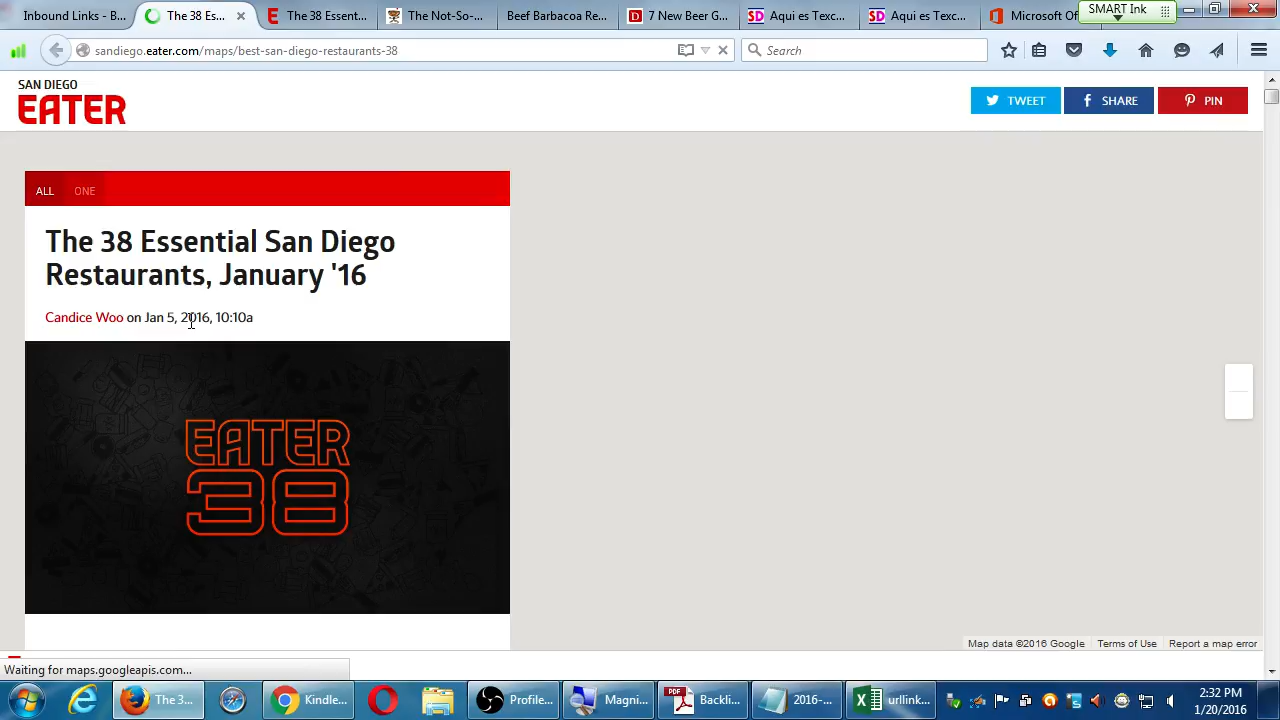 Inbound Links - B...
The 38 Es...
The 38 Essent...
The Not-So-...
Beef Barbacoa Re...
7 New Beef G...
Aqui es Texc...
Aqui es Texc...
Microsoft Of
SMART Ink
sandiego.eater.com/maps/best-san-diego-restaurants-38
Search
SAN DIEGO
EATER
TWEET
SHARE
PIN
ALL
ONE
The 38 Essential San Diego
Restaurants, January '16
Candice Woo on Jan 5, 2016, 10:10a
EATER
38
Map data ©2016 Google
Terms of Use
Report a map error
Waiting for maps.googleapis.com...
The 3...
Kindle...
Profile...
Magni...
PDF
Backli...
2016-...
urllink...
2:32 PM
1/20/2016